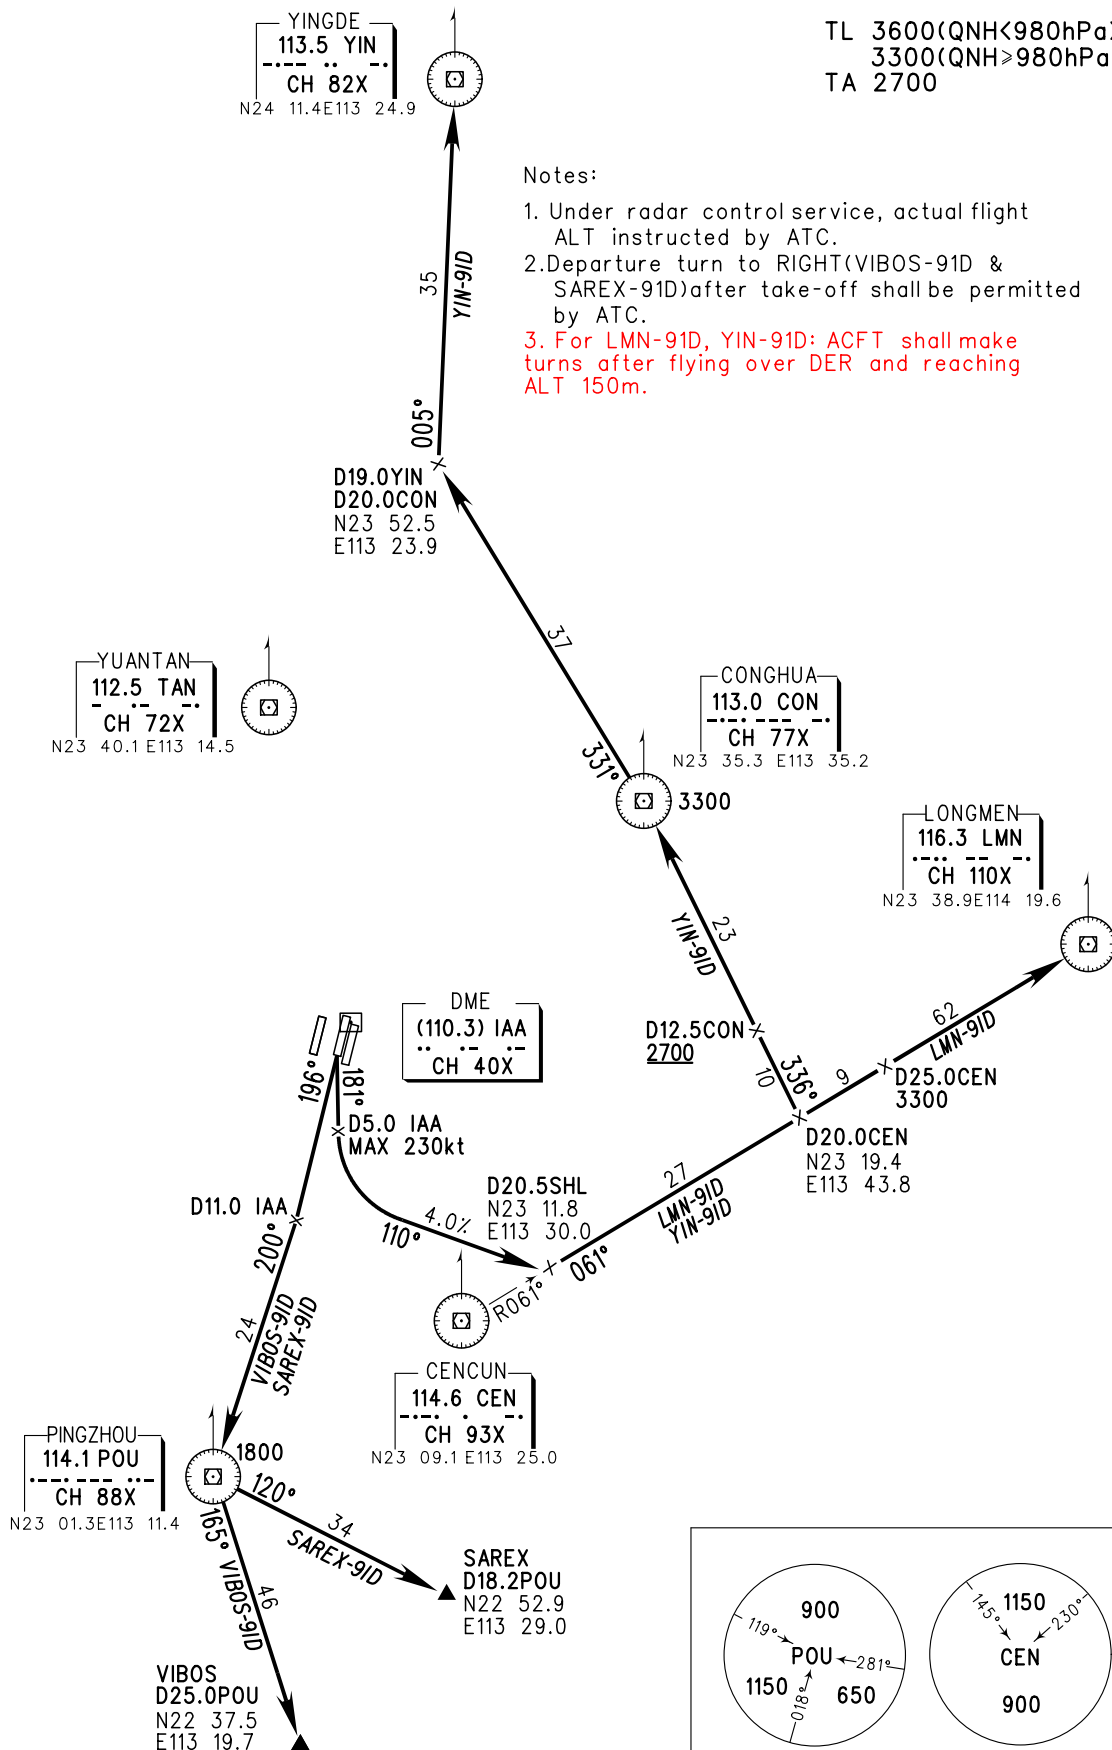 TL 3600(QNH<980hPa)
3300(QNH≥980hPa
TA 2700
YINGDE
113.5 YIN
CH 82X
N24 11.4E113 24.9
Notes:
1. Under radar control service, actual flight
ALT instructed by ATC.
2.Departure turn to RIGHT(VIBOS-91D &
SAREX-91D)after take-off shall be permitted
by ATC.
3. For LMN-91D, YIN-91D: ACFT shall make
turns after flying over DER and reaching
ALT 150m.
35
YIN-91D
005°
D19.0YIN
D20.0CON
N23 52.5
E113 23.9
37
YUANTAN
112.5 TAN
CH 72X
N23 40.1 E113 14.5
CONGHUA
113.0 CON
CH 77X
N23 35.3 E113 35.2
331°
3300
LONGMEN
116.3 LMN
CH 110X
N23 38.9E114 19.6
23
YIN-91D
DME
(110.3) IAA
CH 40X
D12.5CON
2700
10
336°
62
LMN-91D
9
D25.0CEN
3300
196°
181°
D5.0 IAA
MAX 230kt
D20.0CEN
N23 19.4
E113 43.8
D11.0 IAA
200°
110°
4.0%
D20.5SHL
N23 11.8
E113 30.0
27
LMN-91D
YIN-91D
061°
R061°
24
VIBOS-91D
SAREX-91D
CENCUN
114.6 CEN
CH 93X
N23 09.1 E113 25.0
PINGZHOU
114.1 POU
CH 88X
N23 01.3E113 11.4
1800
120°
34
SAREX-91D
165°
VIBOS-91D
46
SAREX
D18.2POU
N22 52.9
E113 29.0
VIBOS
D25.0POU
N22 37.5
E113 19.7
900
119°
POU
281°
1150
018°
650
1150
145°
230°
CEN
900